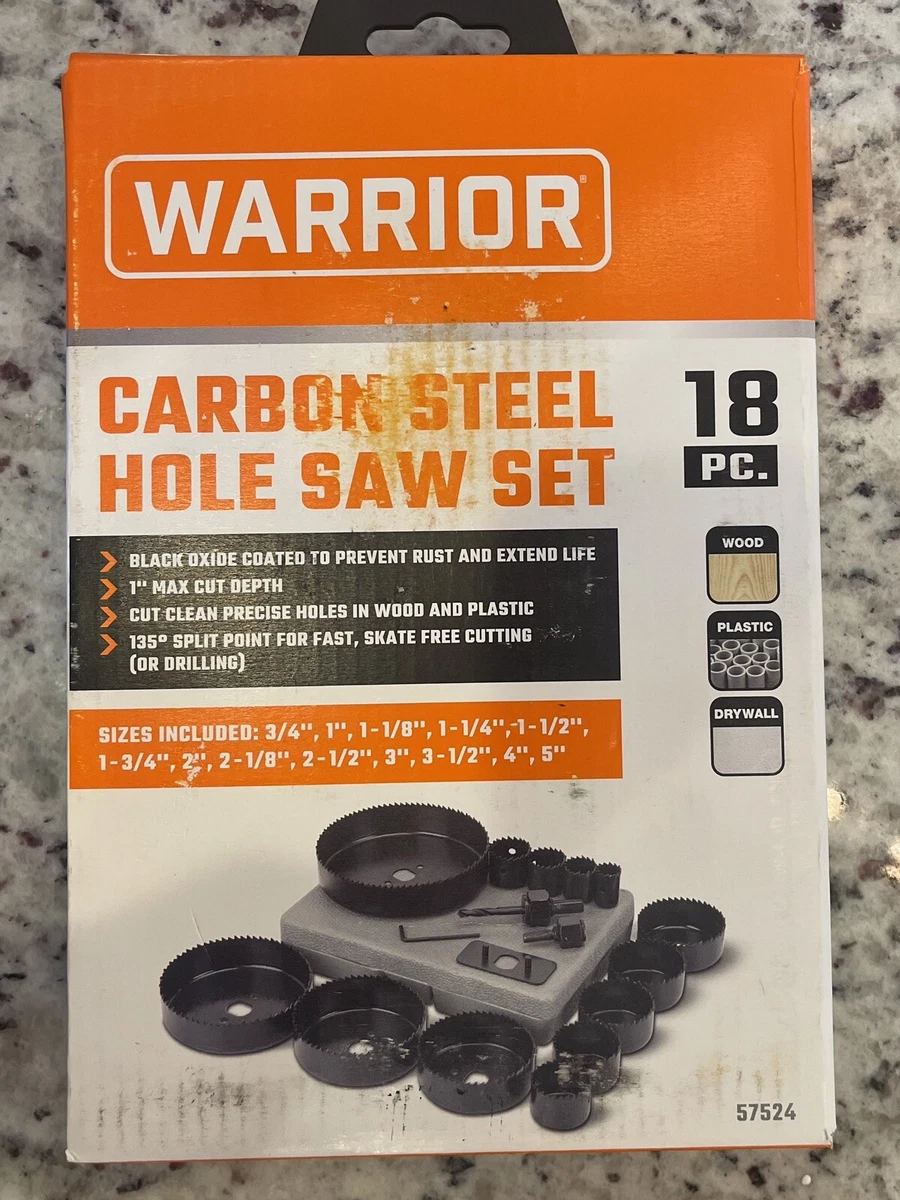 WARRIOR®
CARBON STEEL
HOLE SAW SET
18
PC.
BLACK OXIDE COATED TO PREVENT RUST AND EXTEND LIFE
1" MAX CUT DEPTH
CUT CLEAN PRECISE HOLES IN WOOD AND PLASTIC
135° SPLIT POINT FOR FAST, SKATE FREE CUTTING
(OR DRILLING)
WOOD
PLASTIC
DRYWALL
SIZES INCLUDED: 3/4", 1", 1-1/8", 1-1/4", 1-1/2",
1-3/4", 2", 2-1/8", 2-1/2", 3", 3-1/2", 4", 5"
57524